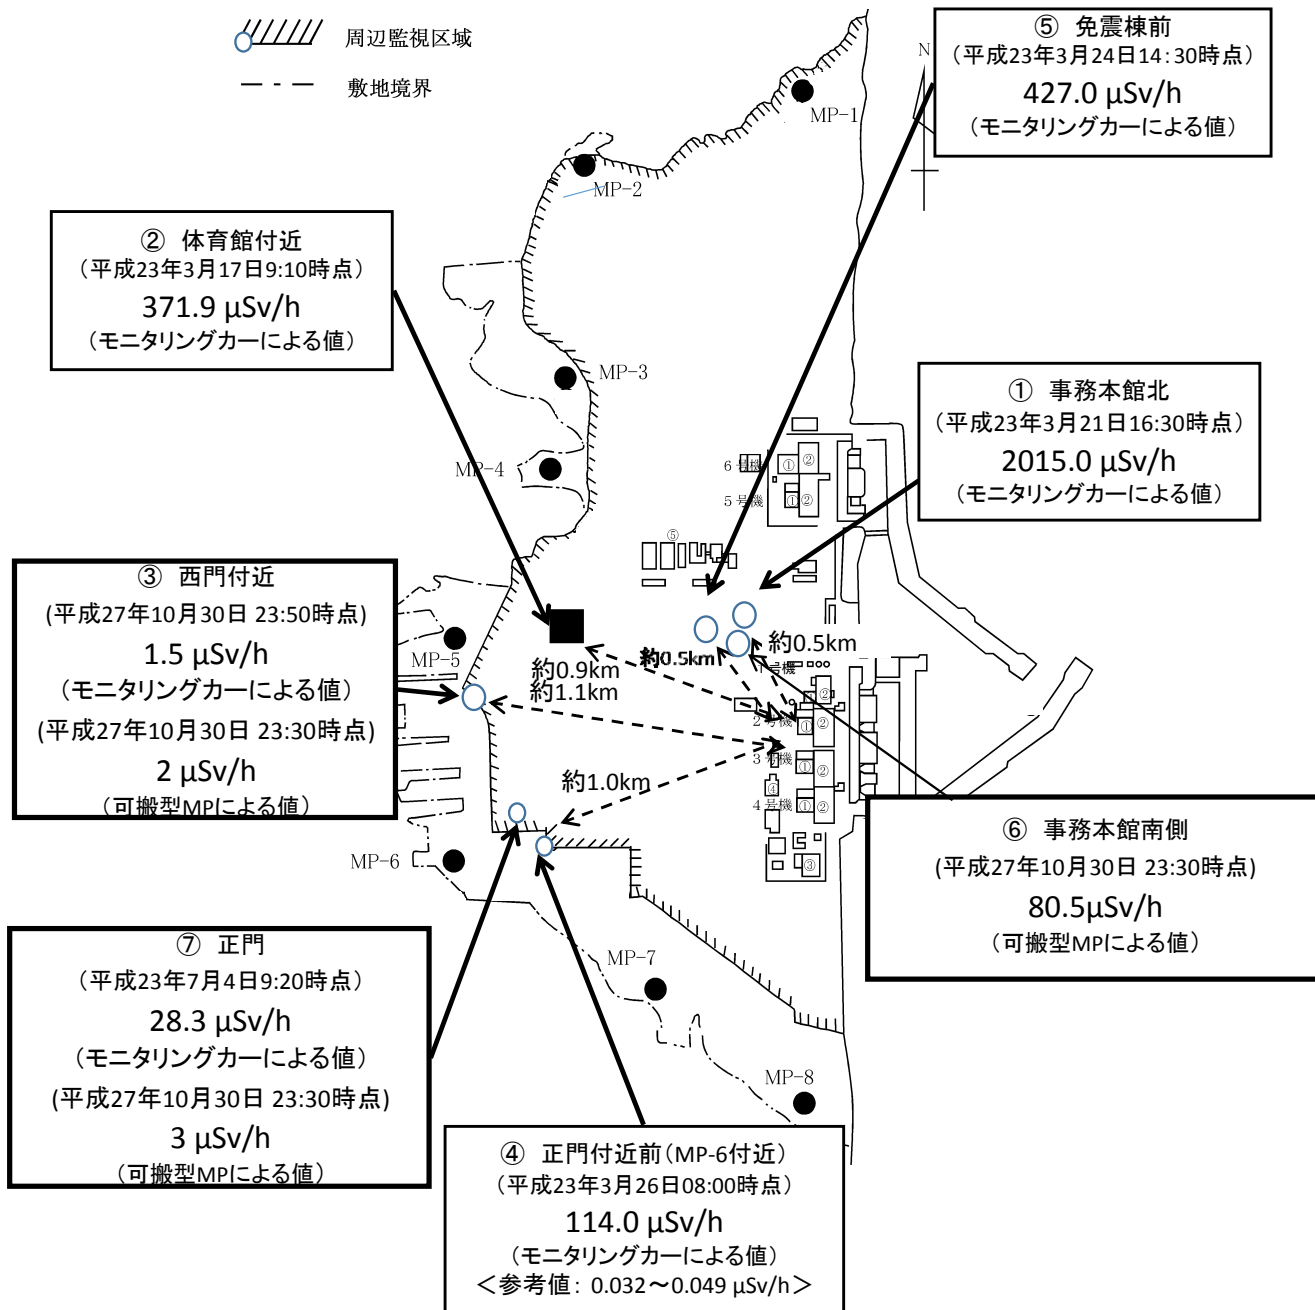 周辺監視区域
敷地境界
⑤ 免震棟前
(平成23年3月24日14:30時点)
427.0 μSv/h
(モニタリングカーによる値)
N
MP-1
MP-2
② 体育館付近
(平成23年3月17日9:10時点)
371.9 μSv/h
(モニタリングカーによる値)
MP-3
① 事務本館北
(平成23年3月21日16:30時点)
2015.0 μSv/h
(モニタリングカーによる値)
MP-4
6号機
① ②
5号機
① ②
⑤
③ 西門付近
(平成27年10月30日 23:50時点)
1.5 μSv/h
(モニタリングカーによる値)
(平成27年10月30日 23:30時点)
2 μSv/h
(可搬型MPによる値)
MP-5
約0.9km
約1.1km
約0.5km
約0.5km
1号機
②
2号機
① ②
3号機
① ②
④
4号機
① ②
③
約1.0km
MP-6
⑥ 事務本館南側
(平成27年10月30日 23:30時点)
80.5μSv/h
(可搬型MPによる値)
⑦ 正門
(平成23年7月4日9:20時点)
28.3 μSv/h
(モニタリングカーによる値)
(平成27年10月30日 23:30時点)
3 μSv/h
(可搬型MPによる値)
MP-7
MP-8
④ 正門付近前(MP-6付近)
(平成23年3月26日08:00時点)
114.0 μSv/h
(モニタリングカーによる値)
＜参考値: 0.032～0.049 μSv/h＞